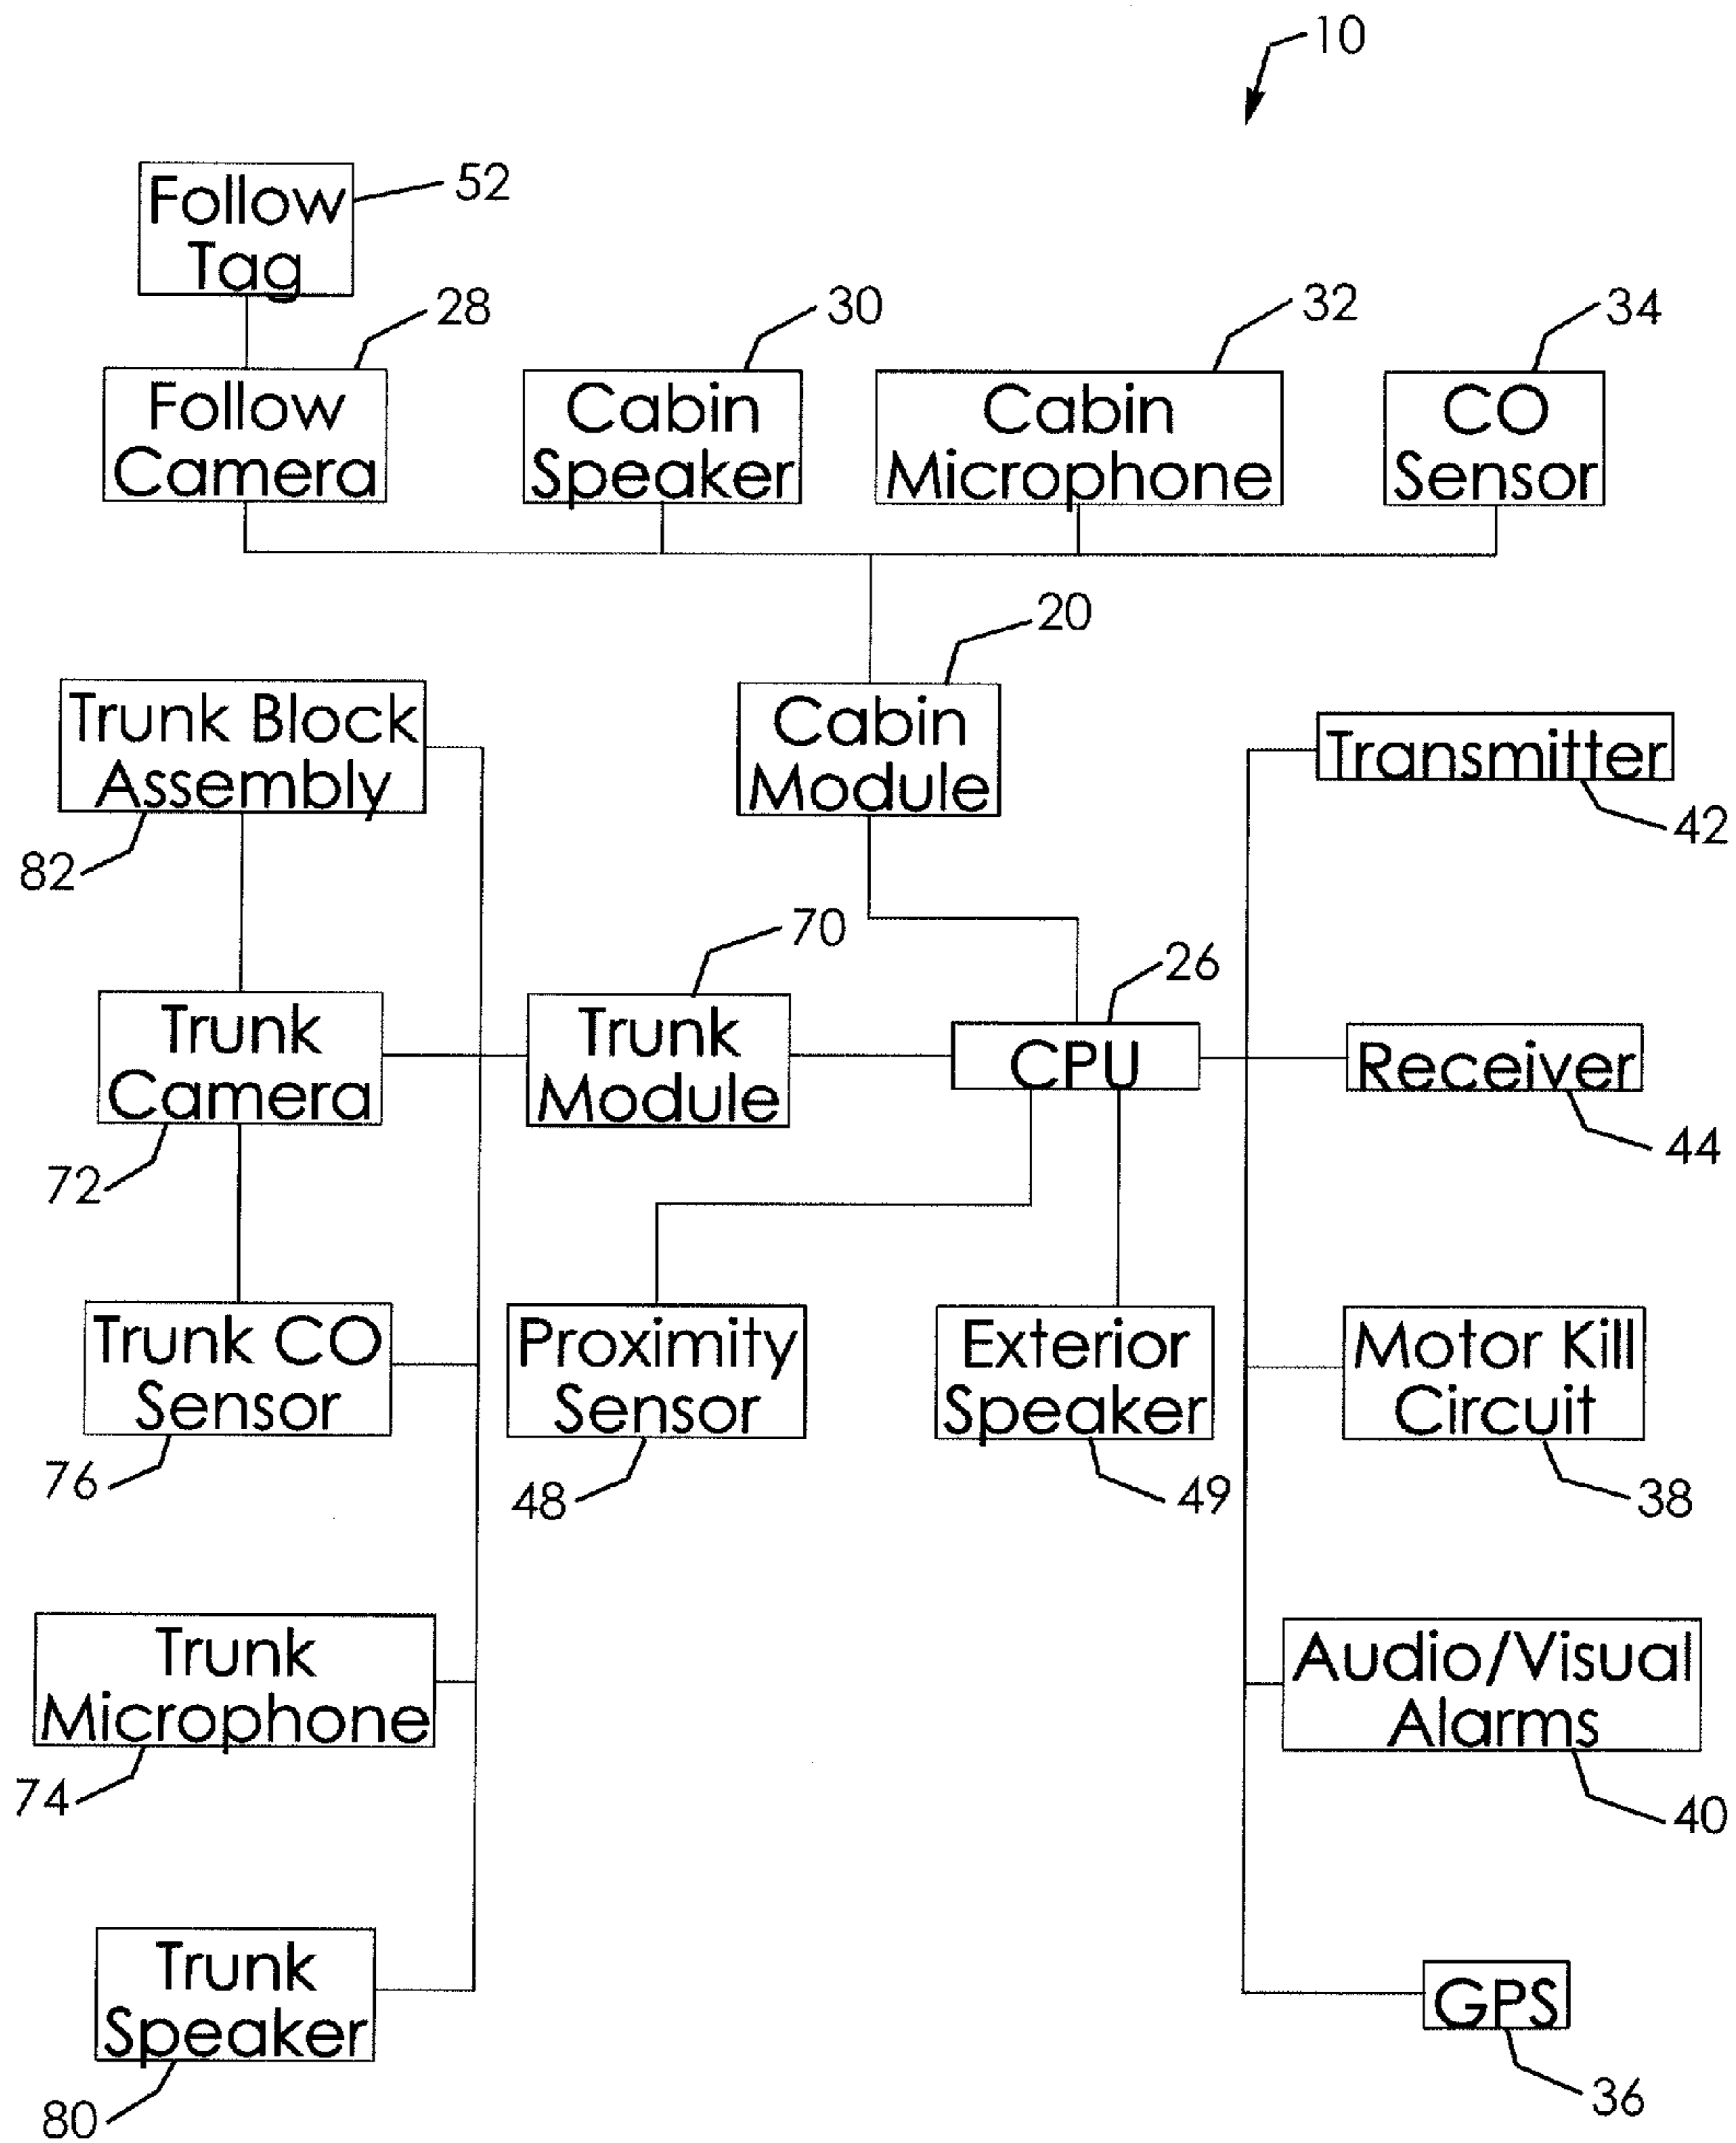 10
52
Follow
Tag
28
30
32
34
Follow
Camera
Cabin
Speaker
Cabin
Microphone
CO
Sensor
20
Trunk Block
Assembly
82
Cabin
Module
Transmitter
42
70
26
Trunk
Camera
72
Trunk
Module
CPU
Receiver
44
Trunk CO
Sensor
76
Proximity
Sensor
48
Exterior
Speaker
49
Motor Kill
Circuit
38
Trunk
Microphone
74
Audio/Visual
Alarms
40
Trunk
Speaker
80
GPS
36